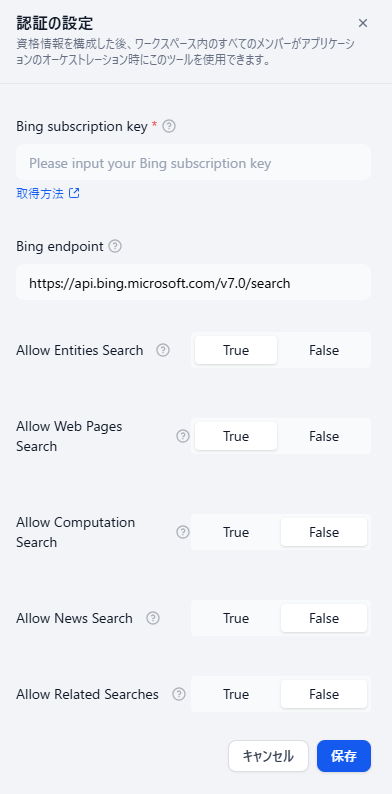 認証の設定
資格情報を構成した後、ワークスペース内のすべてのメンバーがアプリケーシ
ョンのオーケストレーション時にこのツールを使用できます。
Bing subscription key *
Please input your Bing subscription key
取得方法
Bing endpoint
https://api.bing.microsoft.com/v7.0/search
Allow Entities Search True False
Allow Web Pages
Search
True False
Allow Computation
Search
True False
Allow News Search True False
Allow Related Searches True False
キャンセル 保存